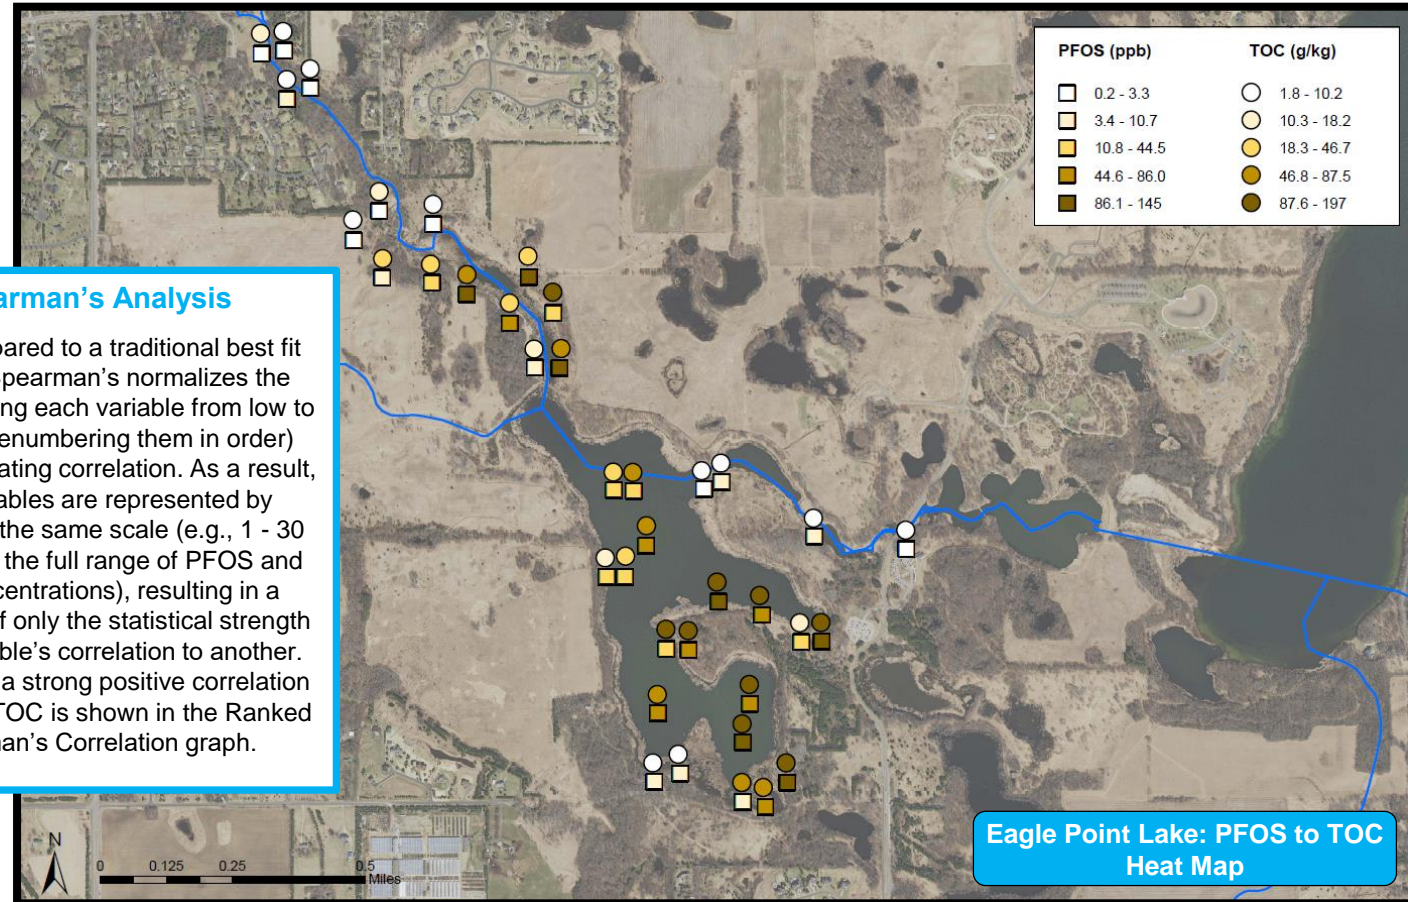 PFOS (ppb) TOC (g/kg)
0.2 - 3.3 1.8 - 10.2
3.4 - 10.7 10.3 - 18.2
10.8 - 44.5 18.3 - 46.7
44.6 - 86.0 46.8 - 87.5
86.1 - 145 87.6 - 197
arman's Analysis
pared to a traditional best fit
Spearman's normalizes the
ing each variable from low to
enumbering them in order)
ating correlation. As a result,
ables are represented by
the same scale (e.g., 1 - 30
the full range of PFOS and
centrations), resulting in a
f only the statistical strength
ble's correlation to another.
a strong positive correlation
TOC is shown in the Ranked
nan's Correlation graph.
Eagle Point Lake: PFOS to TOC
Heat Map
N
0 0.125 0.25 0.5
Miles